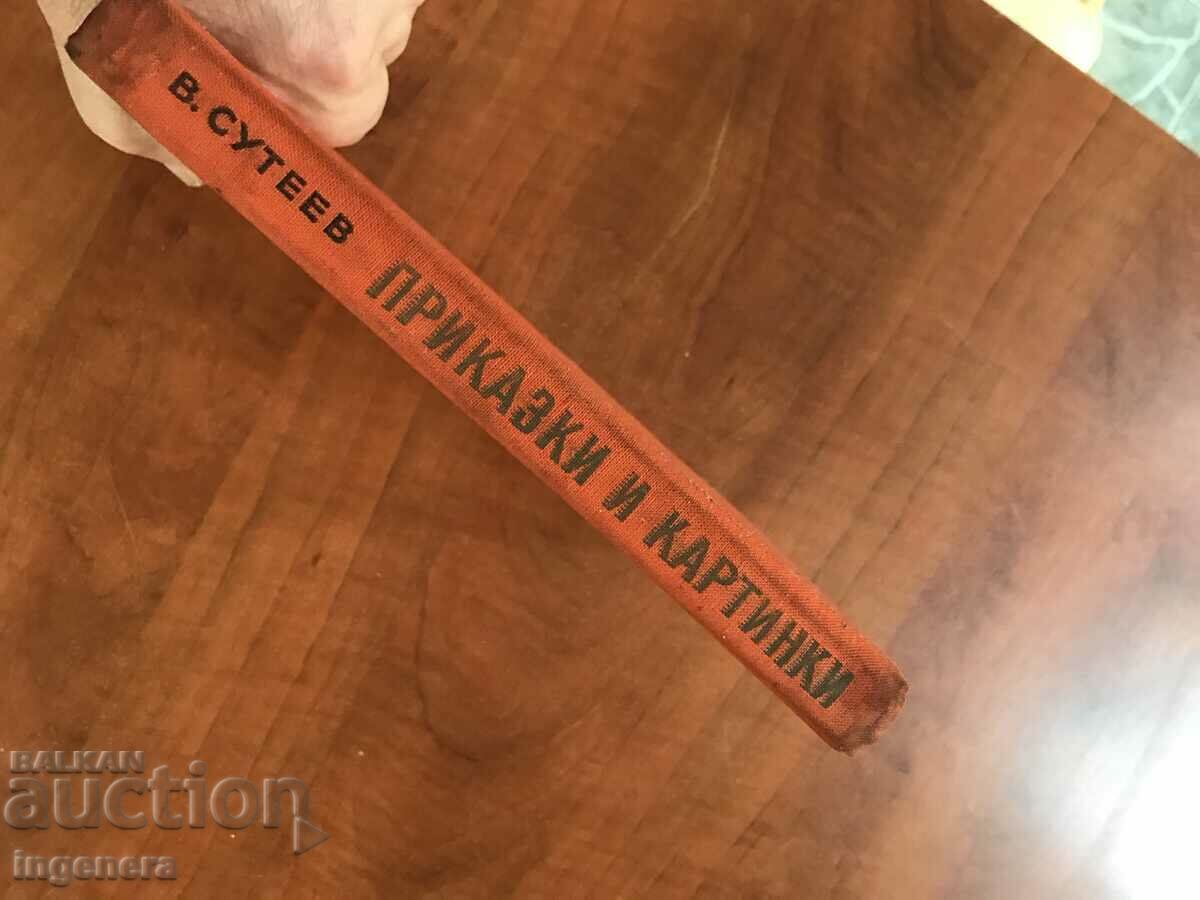 В. СУТЕЕВ ПРИКАЗКИ И КАРТИНКИ
BALKAN
auction
ingenera